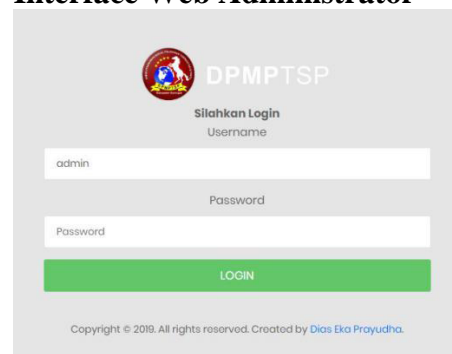 Interface Web Administrator
DPMPTSP
Silahkan Login
Username
admin
Password
Password
LOGIN
Copyright © 2019. All rights reserved. Created by Dias Eka Prayudha.